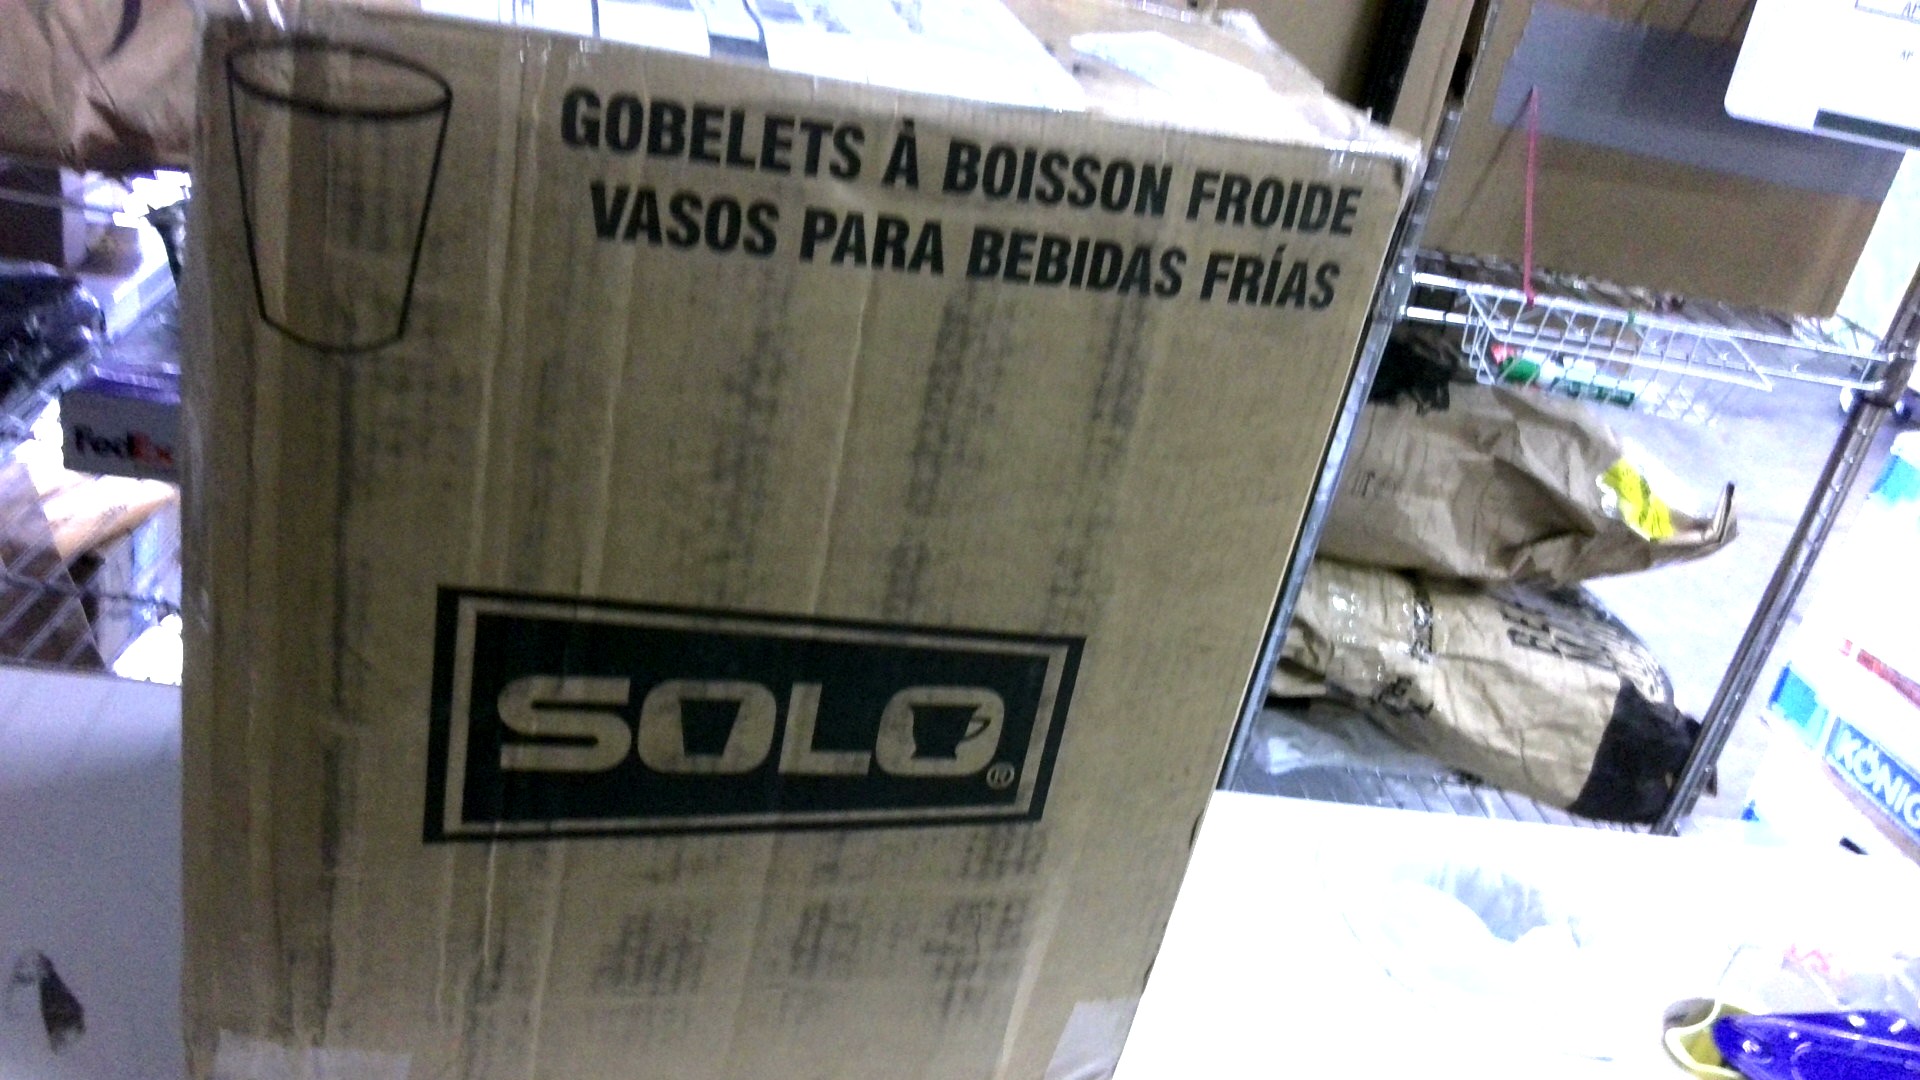 GOBELETS À BOISSON FROIDE
VASOS PARA BEBIDAS FRÍAS
SOLO®
FedEx
KÖNIG